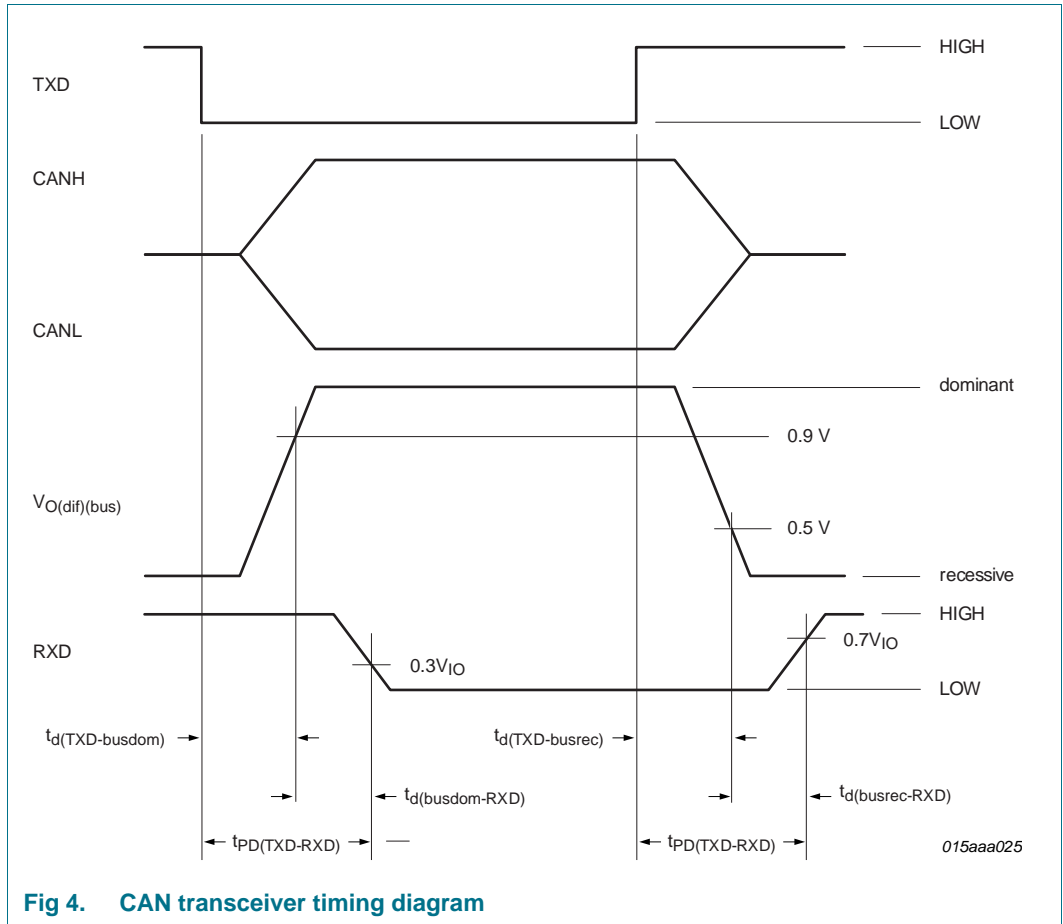 HIGH
TXD
LOW
CANH
CANL
dominant
0.9 V
VO(dif)(bus)
0.5 V
recessive
HIGH
RXD
0.3VIO
0.7VIO
LOW
td(TXD-busdom)
td(TXD-busrec)
td(busdom-RXD)
td(busrec-RXD)
tPD(TXD-RXD)
tPD(TXD-RXD)
015aaa025
Fig 4. CAN transceiver timing diagram